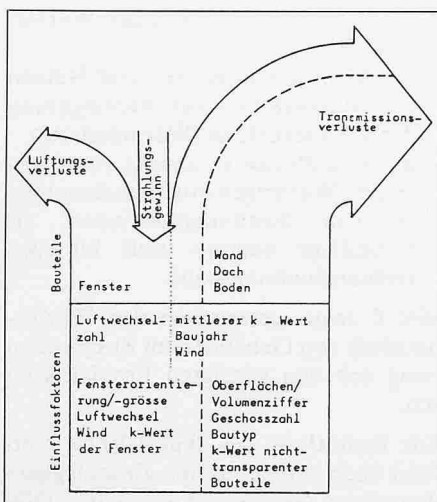 Tranmissions-
verluste
Lüftungs-
verluste
Strahlungs-
gewinn
Bauteile
Fenster
Wand
Dach
Boden
Einflussfaktoren
Luftwechsel-
zahl
mittlerer k-Wert
Baujahr
Wind
Fensterorientie-
rung/-grösse
Luftwechsel
Wind k-Wert
der Fenster
Oberflächen/
Volumenziffer
Geschosszahl
Bautyp
k-Wert nicht-
transparenter
Bauteile